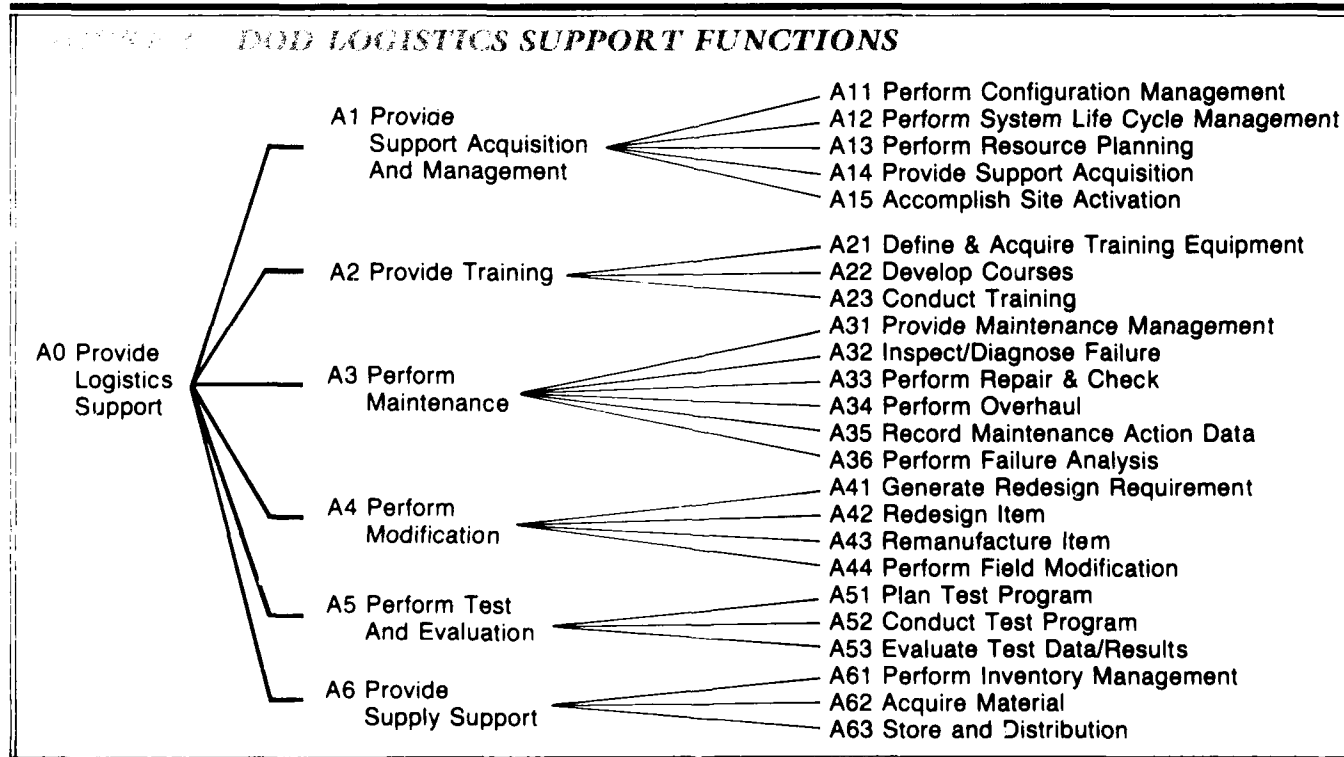 DOD LOGISTICS SUPPORT FUNCTIONS
A0 Provide
Logistics
Support
A1 Provide
Support Acquisition
And Management
A11 Perform Configuration Management
A12 Perform System Life Cycle Management
A13 Perform Resource Planning
A14 Provide Support Acquisition
A15 Accomplish Site Activation
A2 Provide Training
A21 Define & Acquire Training Equipment
A22 Develop Courses
A23 Conduct Training
A3 Perform
Maintenance
A31 Provide Maintenance Management
A32 Inspect/Diagnose Failure
A33 Perform Repair & Check
A34 Perform Overhaul
A35 Record Maintenance Action Data
A36 Perform Failure Analysis
A4 Perform
Modification
A41 Generate Redesign Requirement
A42 Redesign Item
A43 Remanufacture Item
A44 Perform Field Modification
A5 Perform Test
And Evaluation
A51 Plan Test Program
A52 Conduct Test Program
A53 Evaluate Test Data/Results
A6 Provide
Supply Support
A61 Perform Inventory Management
A62 Acquire Material
A63 Store and Distribution